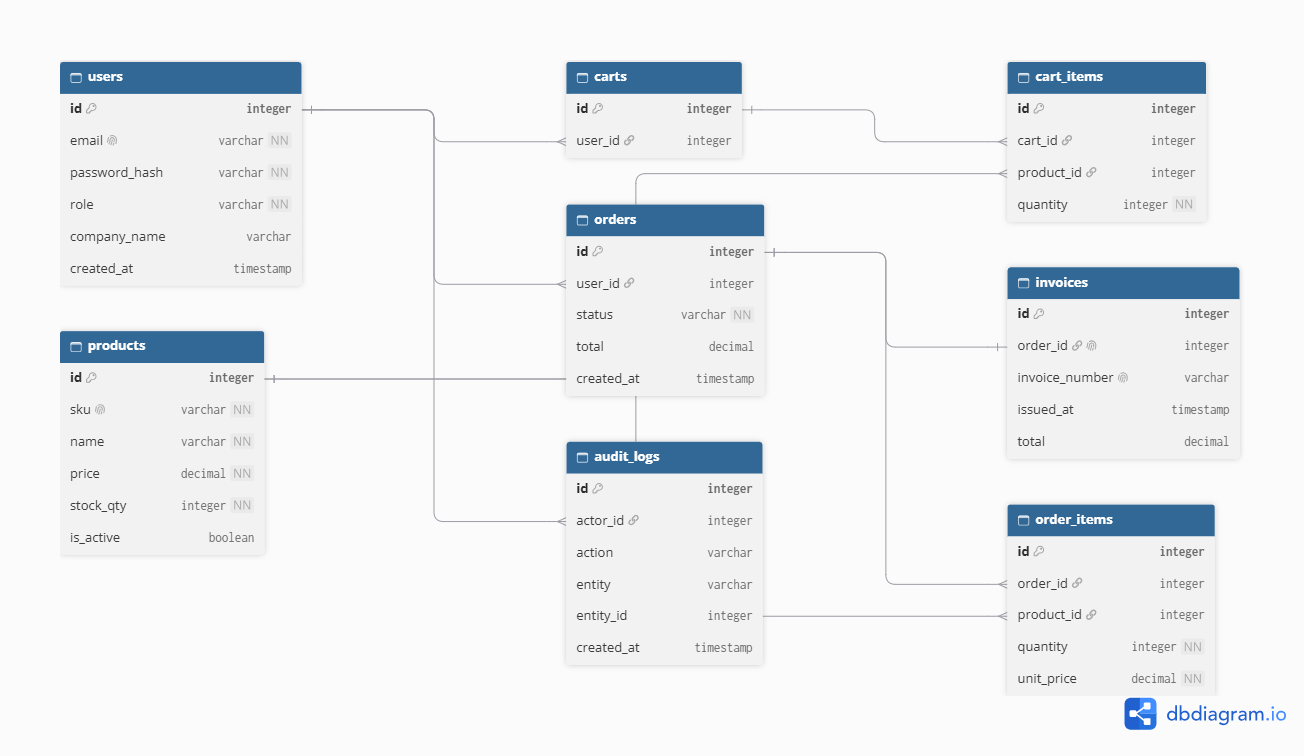 users
id integer
email varchar NN
password_hash varchar NN
role varchar NN
company_name varchar
created_at timestamp
products
id integer
sku varchar NN
name varchar NN
price decimal NN
stock_qty integer NN
is_active boolean
carts
id integer
user_id integer
orders
id integer
user_id integer
status varchar NN
total decimal
created_at timestamp
audit_logs
id integer
actor_id integer
action varchar
entity varchar
entity_id integer
created_at timestamp
cart_items
id integer
cart_id integer
product_id integer
quantity integer NN
invoices
id integer
order_id integer
invoice_number varchar
issued_at timestamp
total decimal
order_items
id integer
order_id integer
product_id integer
quantity integer NN
unit_price decimal NN
dbdiagram.io